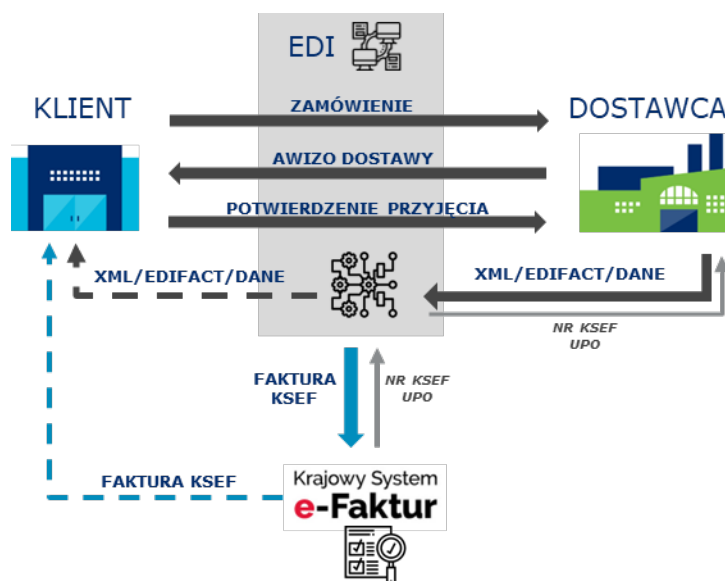 EDI
KLIENT
DOSTAWCA
ZAMÓWIENIE
AWIZO DOSTAWY
POTWIERDZENIE PRZYJĘCIA
XML/EDIFACT/DANE
XML/EDIFACT/DANE
NR KSEF
UPO
FAKTURA
KSEF
NR KSEF
UPO
FAKTURA KSEF
Krajowy System
e-Faktur